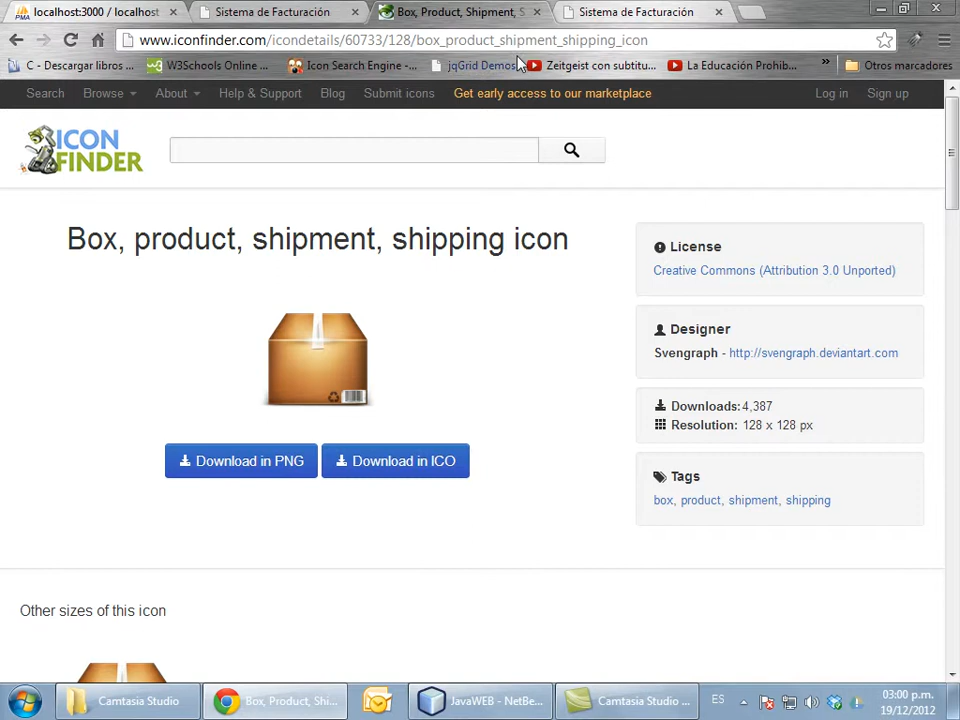 localhost:3000 / localhost
Sistema de Facturación
Box, Product, Shipment, S
Sistema de Facturación
www.iconfinder.com/icondetails/60733/128/box_product_shipment_shipping_icon
C - Descargar libros ...
W3Schools Online ...
Icon Search Engine -...
jqGrid Demos
Zeitgeist con subtitu...
La Educación Prohib...
»
Otros marcadores
Search
Browse
About
Help & Support
Blog
Submit icons
Get early access to our marketplace
Log in
Sign up
ICON
FINDER
Box, product, shipment, shipping icon
License
Creative Commons (Attribution 3.0 Unported)
Designer
Svengraph - http://svengraph.deviantart.com
Downloads: 4,387
Resolution: 128 x 128 px
Download in PNG
Download in ICO
Tags
box, product, shipment, shipping
Other sizes of this icon
Camtasia Studio
Box, Product, Shi...
JavaWEB - NetBe...
Camtasia Studio ...
ES
03:00 p.m.
19/12/2012